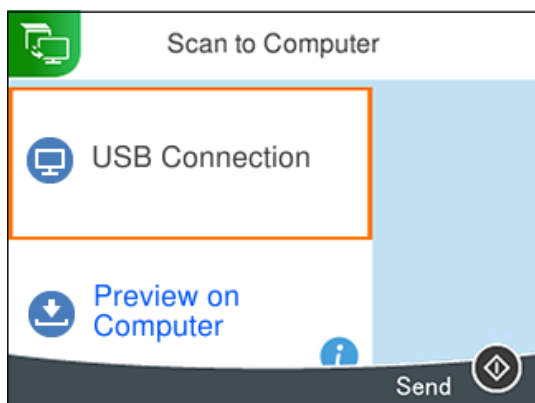 Scan to Computer
USB Connection
Preview on
Computer
i
Send